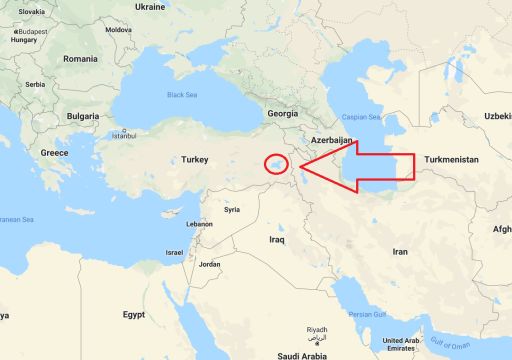 Slovakia
Ukraine
Budapest
Moldova
Hungary
Romania
Serbia
Black Sea
Bulgaria
Georgia
Caspian Sea
Istanbul
Azerbaijan
Uzbeki
Greece
Turkey
Turkmenistan
Syria
Lebanon
ranean Sea
Afgh
Iraq
Israel
Iran
Jordan
ya
Egypt
Persian Gulf
Riyadh
الرياض
United Arab
Emirates
Gulf of Oman
Saudi Arabia